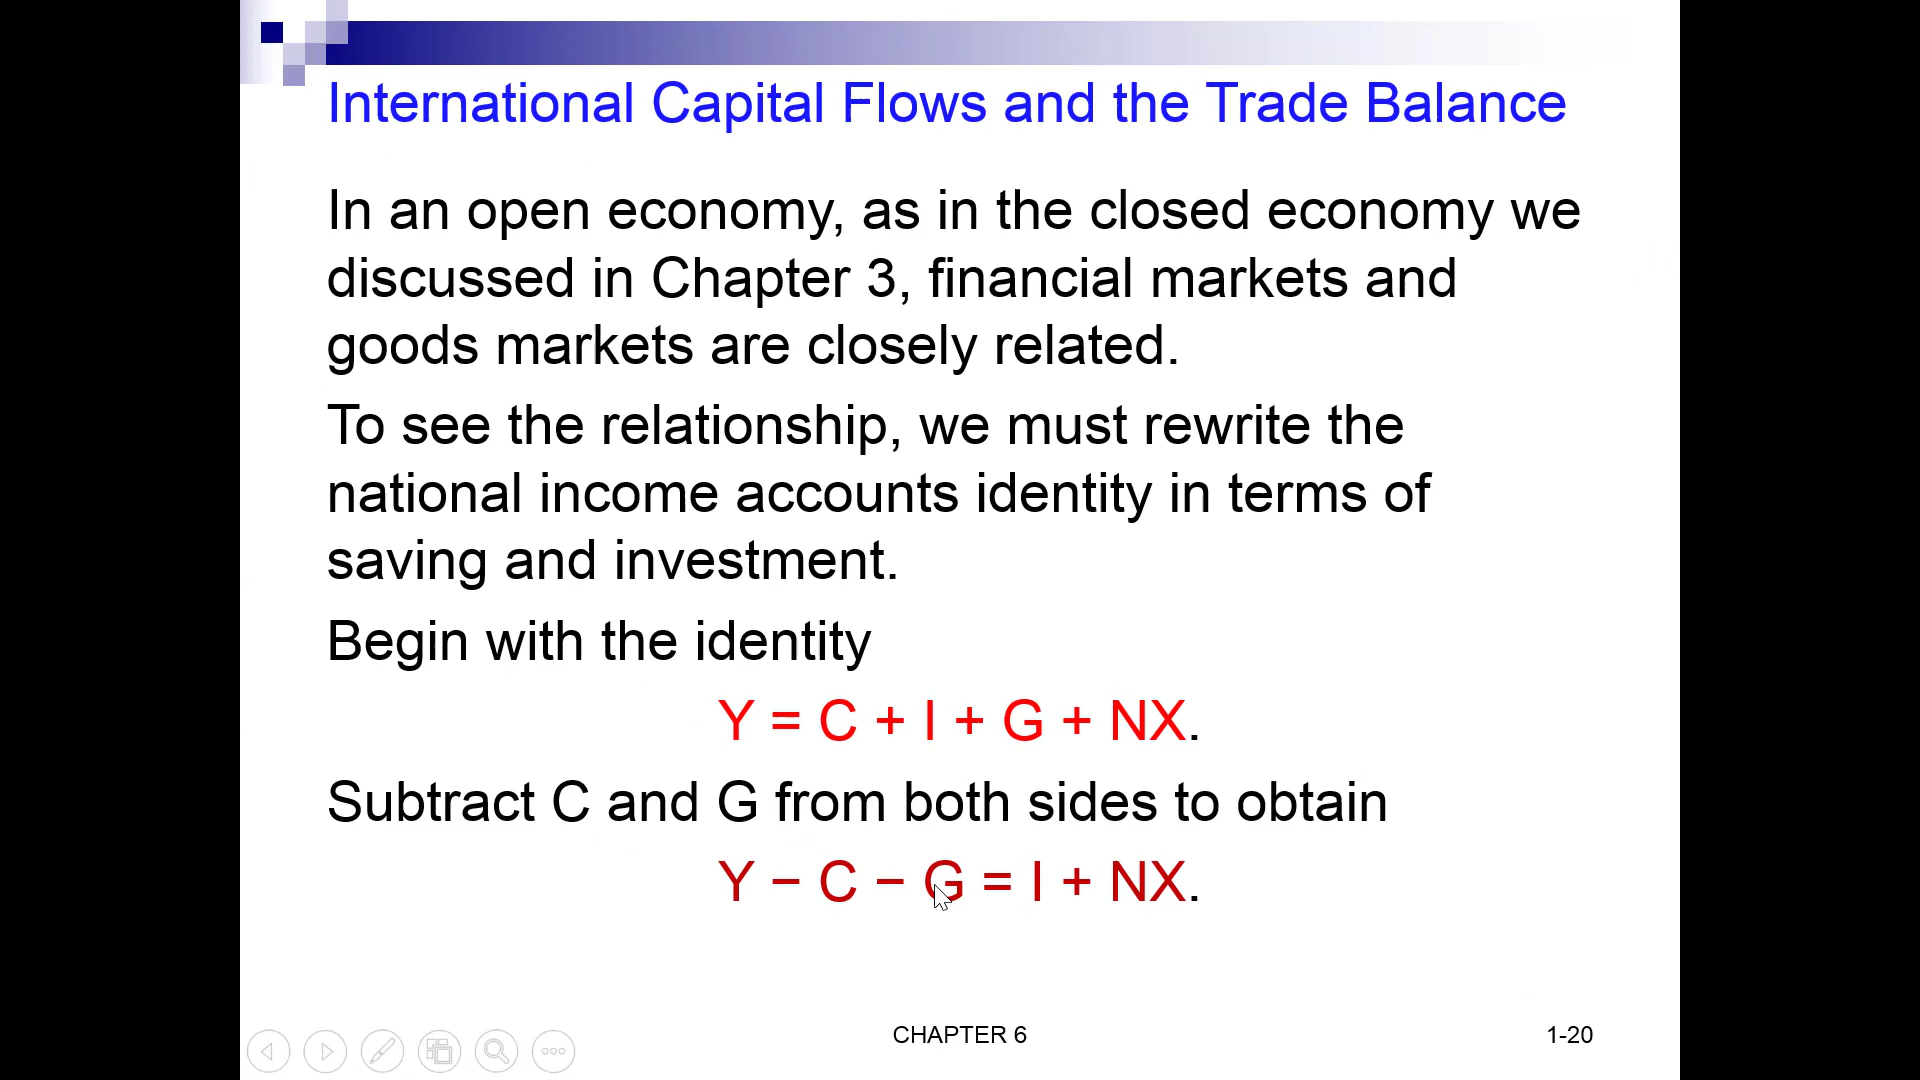 International Capital Flows and the Trade Balance
In an open economy, as in the closed economy we
discussed in Chapter 3, financial markets and
goods markets are closely related.
To see the relationship, we must rewrite the
national income accounts identity in terms of
saving and investment.
Begin with the identity
Y = C + I + G + NX.
Subtract C and G from both sides to obtain
Y − C − G = I + NX.
CHAPTER 6
1-20